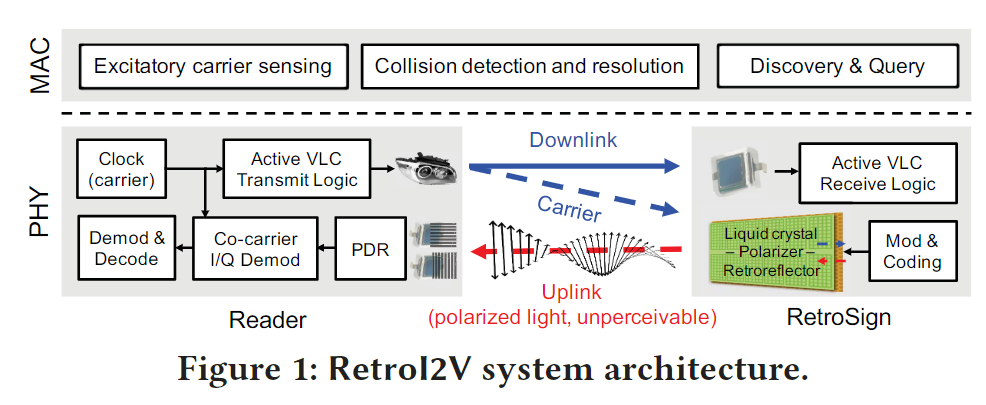 MAC
Excitatory carrier sensing
Collision detection and resolution
Discovery & Query
PHY
Clock
(carrier)
Active VLC
Transmit Logic
Downlink
Active VLC
Receive Logic
Carrier
Demod &
Decode
Co-carrier
I/Q Demod
PDR
Liquid crystal
– Polarizer –
Retroreflector
Mod &
Coding
Uplink
(polarized light, unperceivable)
Reader
RetroSign
Figure 1: RetroI2V system architecture.